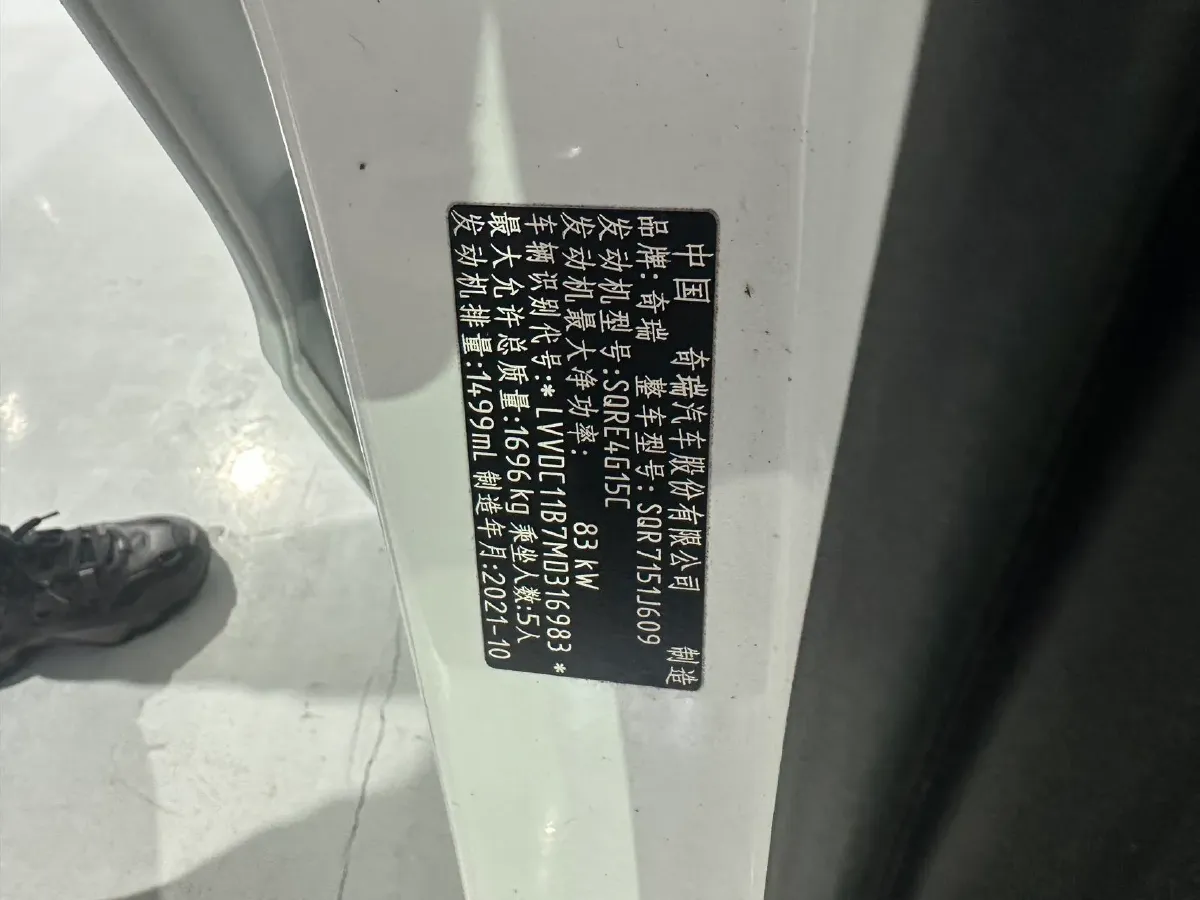 中国 奇瑞汽车股份有限公司 制造
品牌:奇瑞 整车型号:SQR7151J609
发动机型号:SQRE4G15C
发动机最大净功率: 83kW
车辆识别代号:*LVVDC11B7MD316983*
最大允许总质量:1696kg 乘坐人数:5人
发动机排量:1499mL 制造年月:2021-10